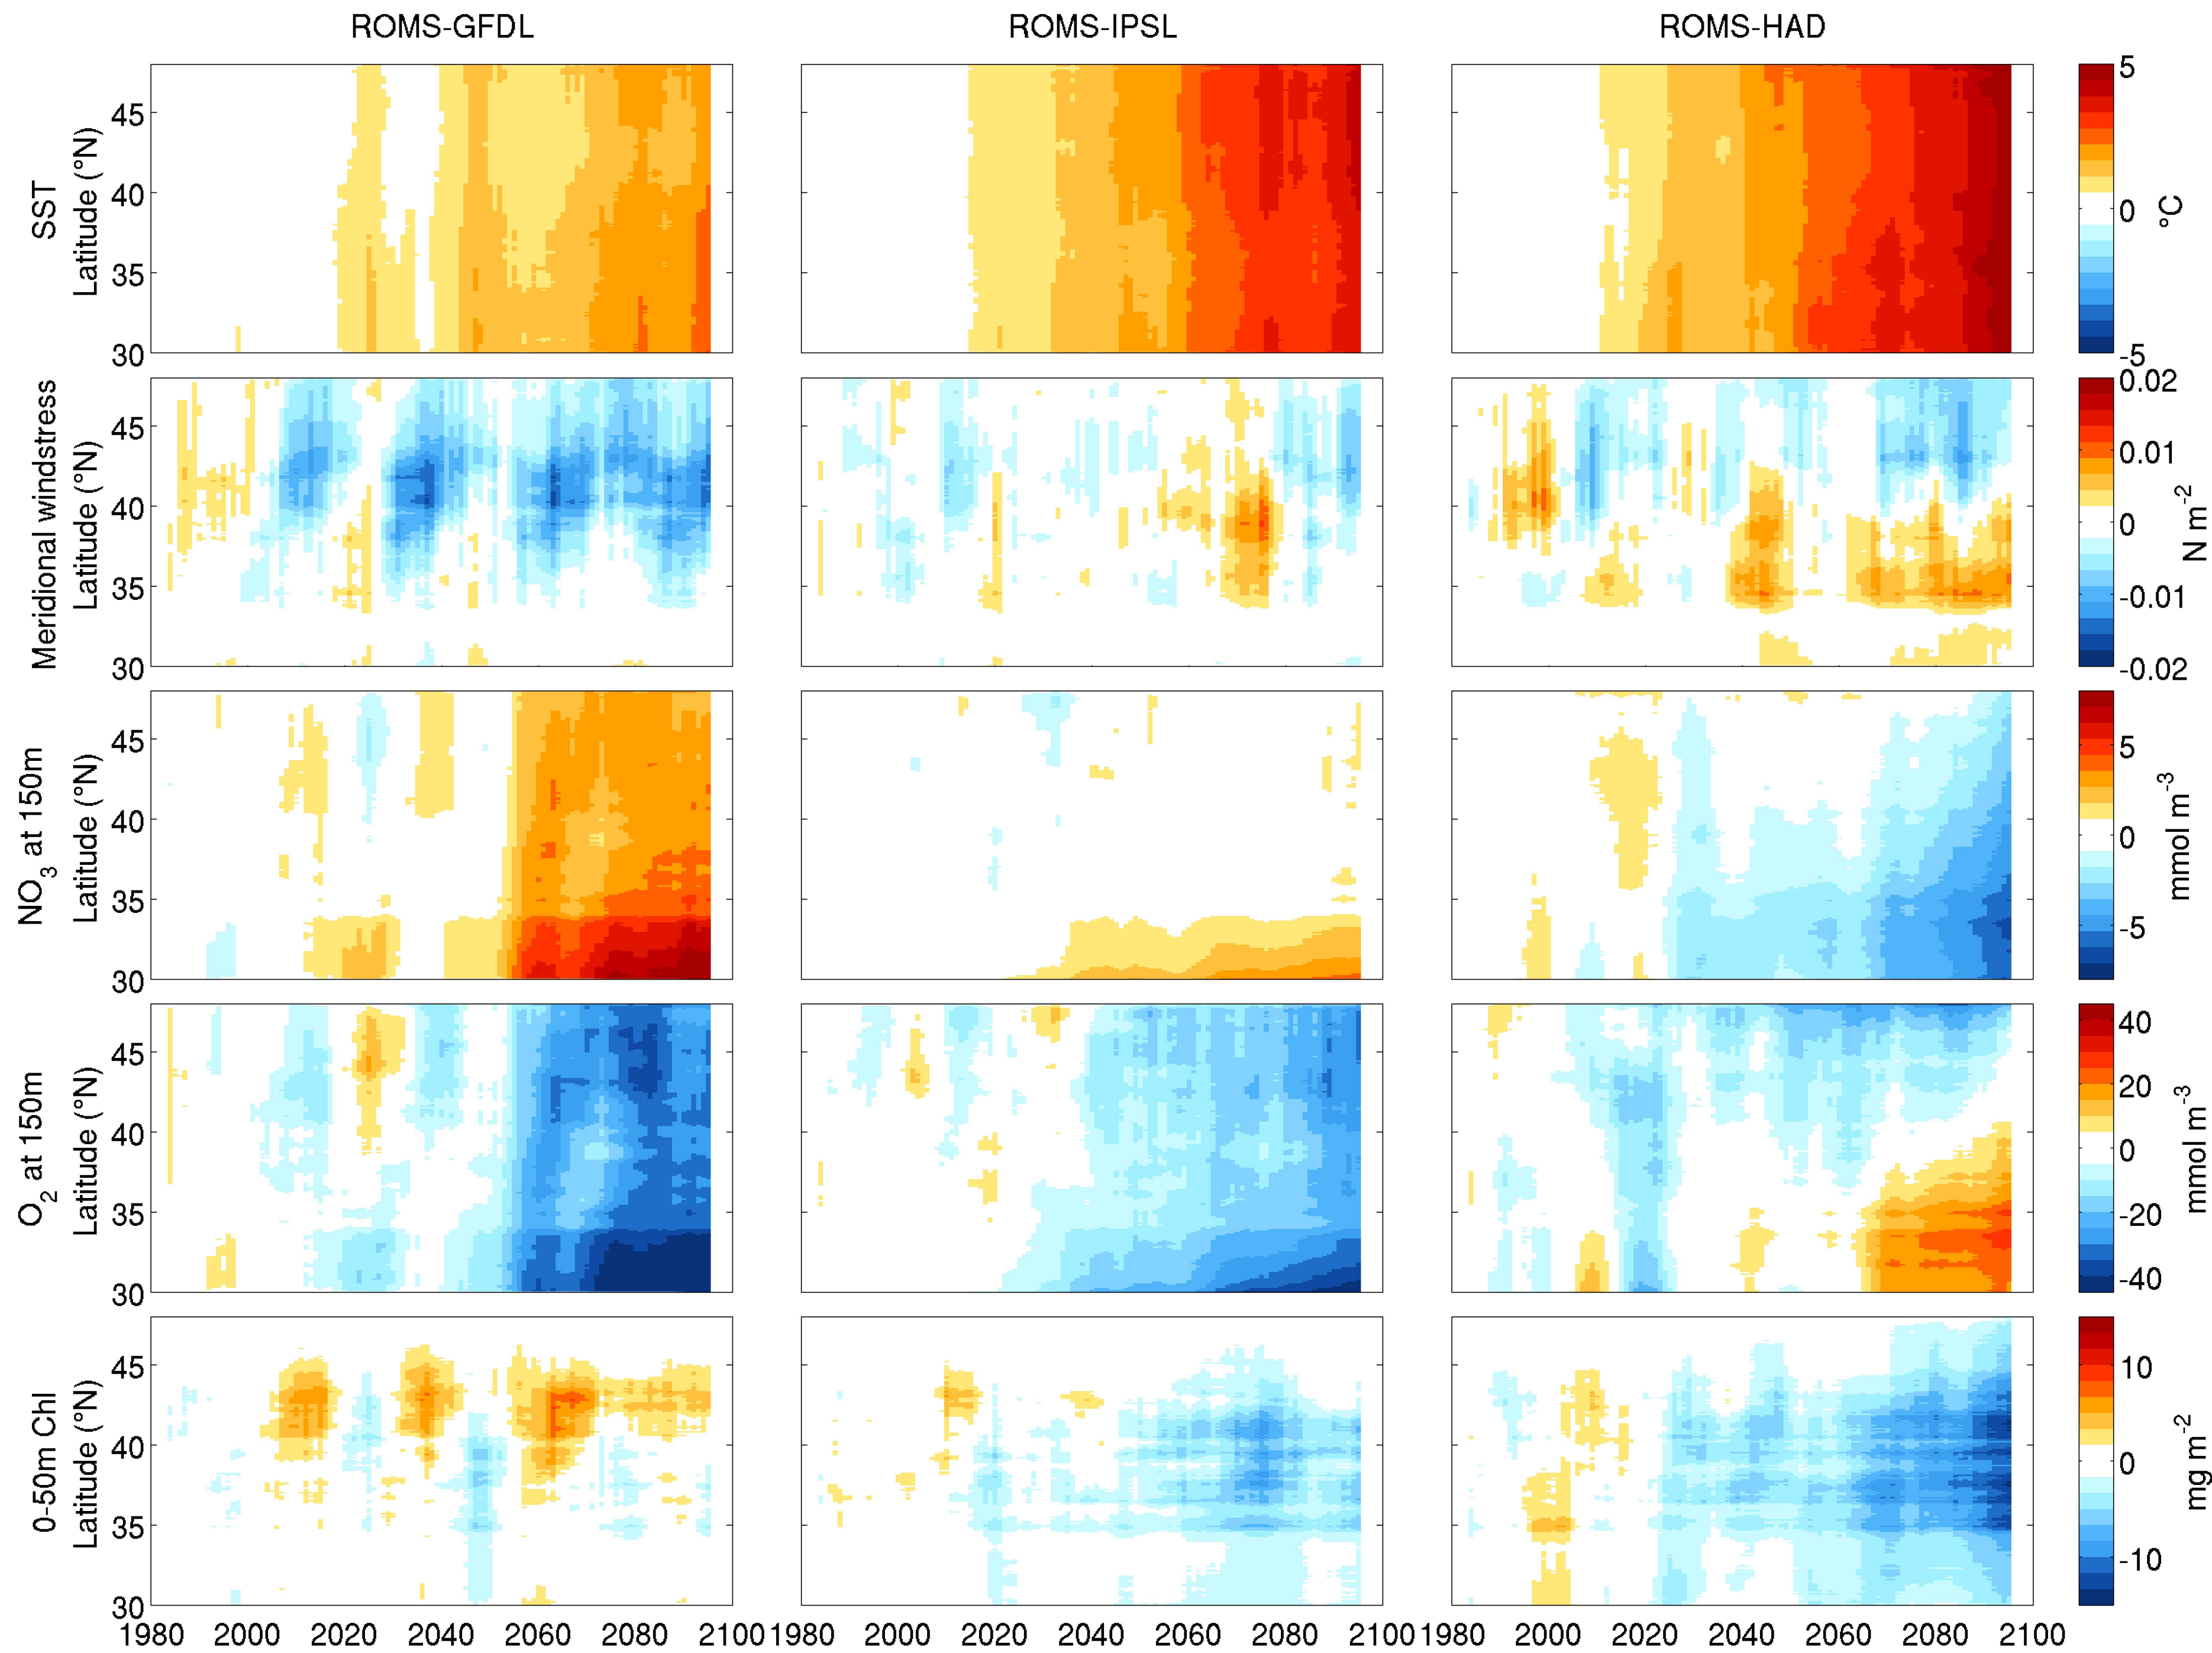 ROMS-GFDL ROMS-IPSL ROMS-HAD
SST
Latitude (°N)
45
40
35
30
5
0
-5
°C
Meridional windstress
Latitude (°N)
45
40
35
30
0.02
0.01
0
-0.01
-0.02
N m⁻²
NO₃ at 150m
Latitude (°N)
45
40
35
30
5
0
-5
mmol m⁻³
O₂ at 150m
Latitude (°N)
45
40
35
30
40
20
0
-20
-40
mmol m⁻³
0-50m Chl
Latitude (°N)
45
40
35
30
10
0
-10
mg m⁻²
1980 2000 2020 2040 2060 2080 2100 1980 2000 2020 2040 2060 2080 2100 1980 2000 2020 2040 2060 2080 2100